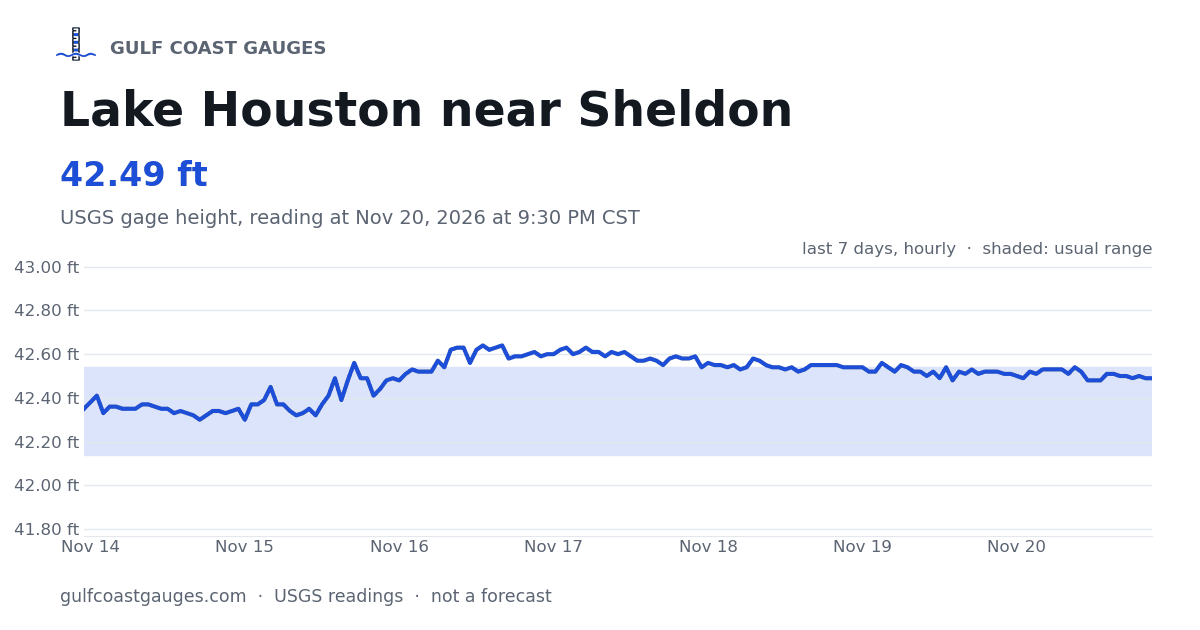 GULF COAST GAUGES
Lake Houston near Sheldon
42.49 ft
USGS gage height, reading at Nov 20, 2026 at 9:30 PM CST
last 7 days, hourly · shaded: usual range
43.00 ft
42.80 ft
42.60 ft
42.40 ft
42.20 ft
42.00 ft
41.80 ft
Nov 14 Nov 15 Nov 16 Nov 17 Nov 18 Nov 19 Nov 20
gulfcoastgauges.com · USGS readings · not a forecast